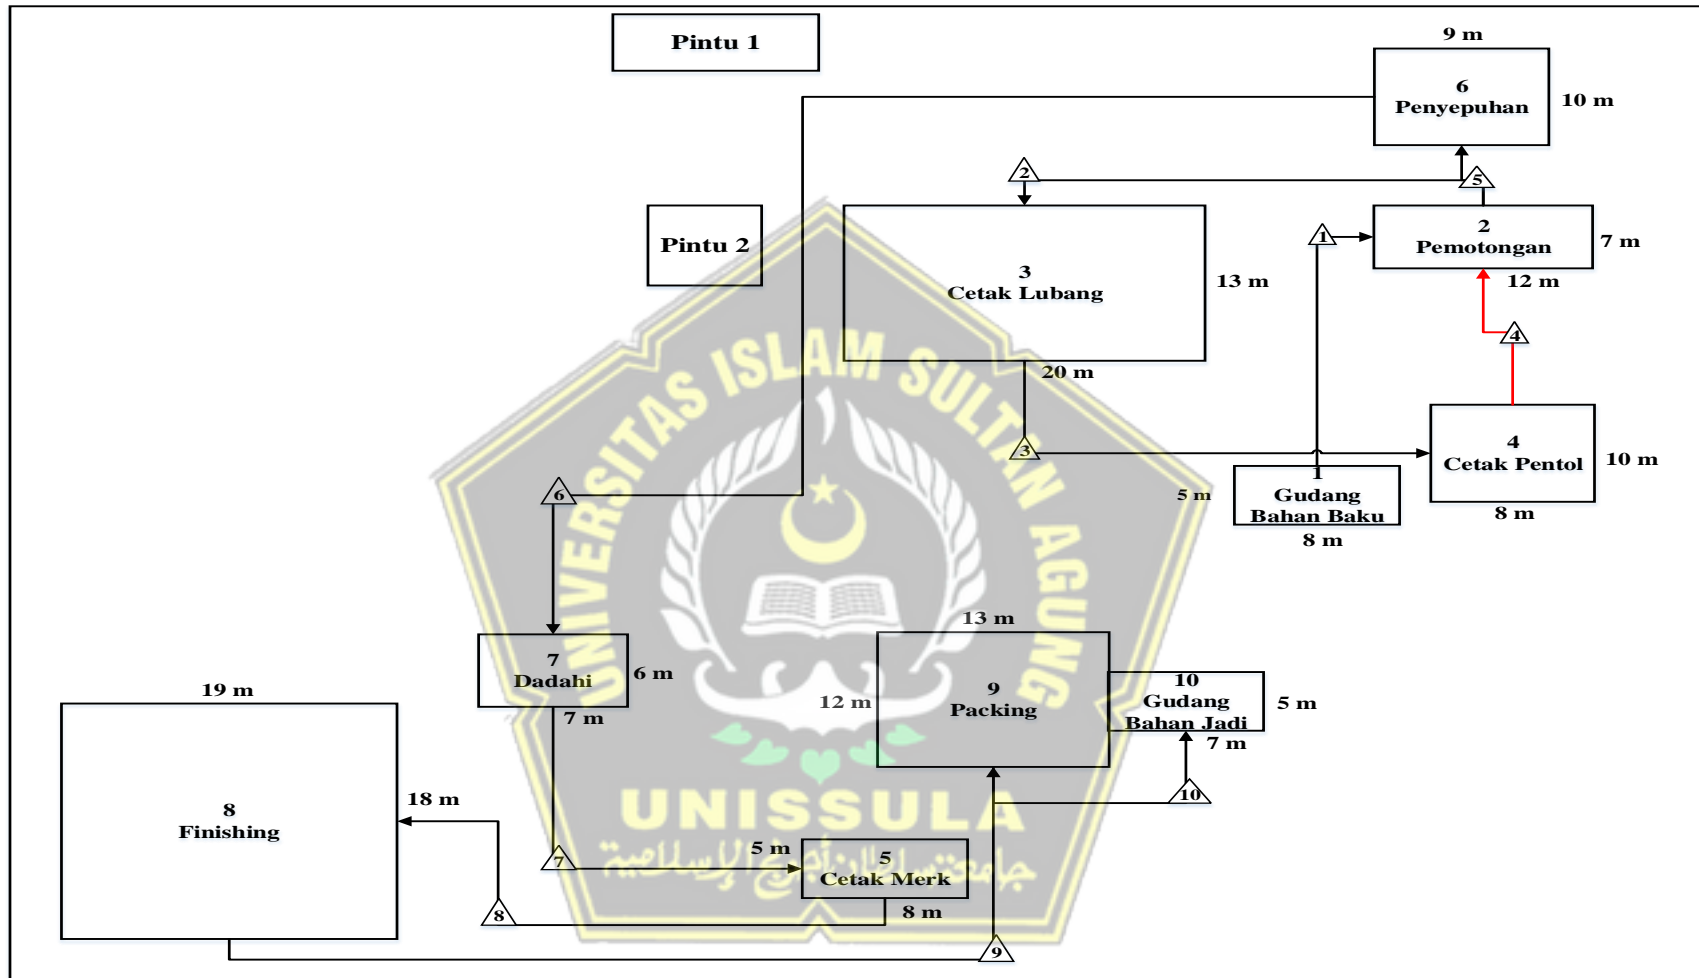 Pintu 1
9 m
6
Penyepuhan
10 m
2
5
Pintu 2
3
Cetak Lubang
13 m
20 m
1
2
Pemotongan
7 m
12 m
4
3
4
Cetak Pentol
10 m
8 m
1
Gudang
Bahan Baku
5 m
8 m
6
7
Dadahi
6 m
7 m
13 m
9
Packing
12 m
10
Gudang
Bahan Jadi
5 m
7 m
10
19 m
8
Finishing
18 m
7
5 m
5
Cetak Merk
8 m
8
9
UNIVERSITAS ISLAM SULTAN AGUNG
UNISSULA
جامعتسلطان أجونج الإسلامية